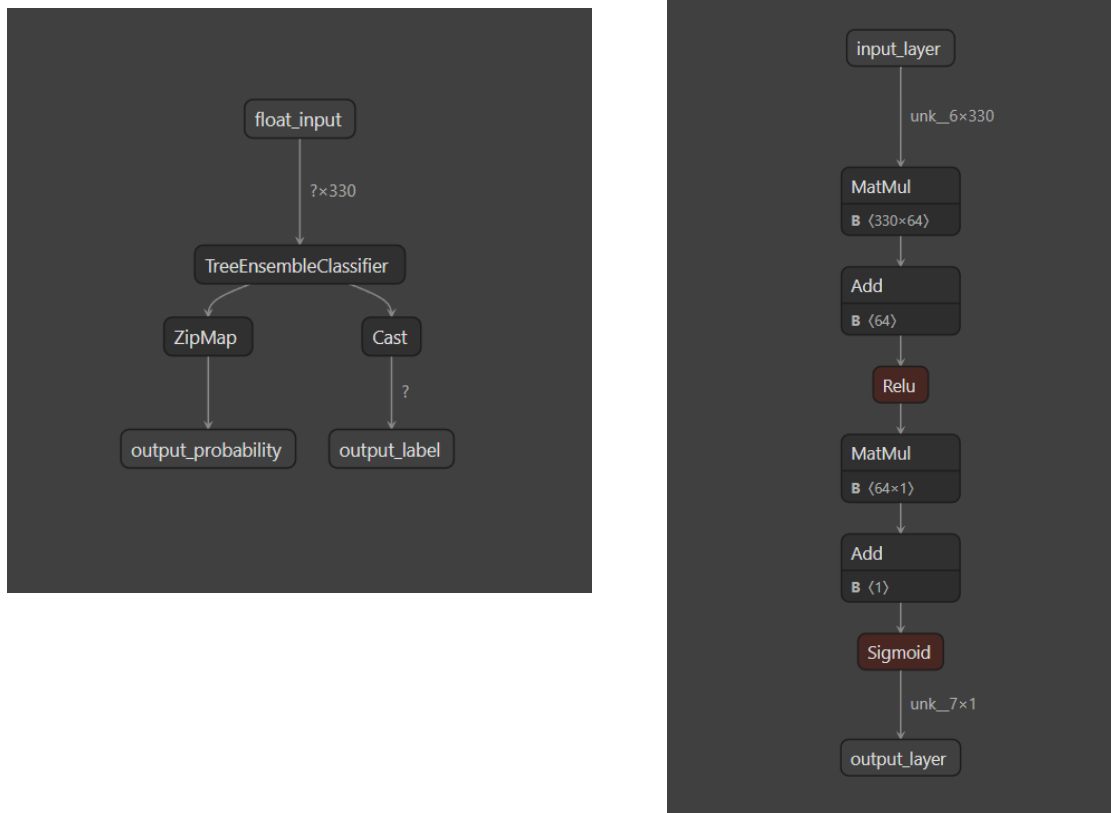 float_input
?×330
TreeEnsembleClassifier
ZipMap
Cast
?
output_probability
output_label
input_layer
unk__6×330
MatMul
B ⟨330×64⟩
Add
B ⟨64⟩
Relu
MatMul
B ⟨64×1⟩
Add
B ⟨1⟩
Sigmoid
unk__7×1
output_layer